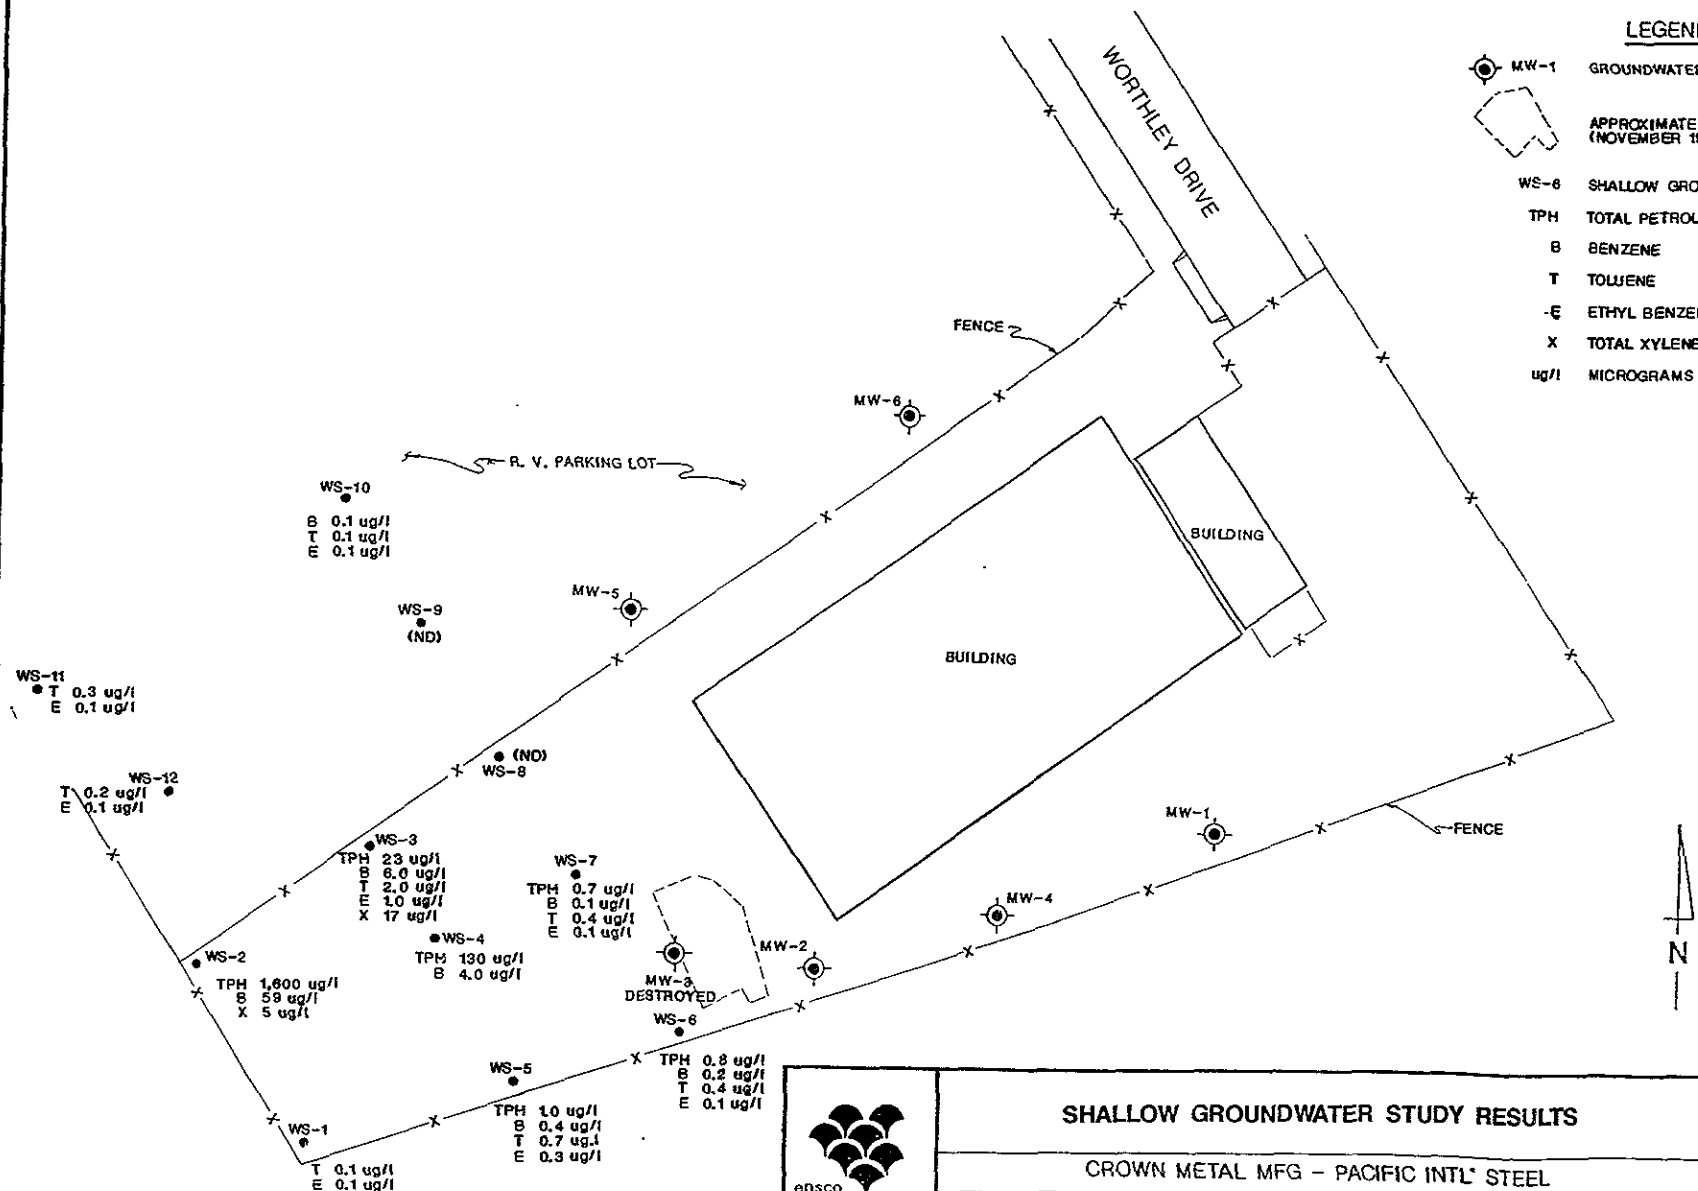 LEGEN
MW-1 GROUNDWATE
APPROXIMATE
(NOVEMBER 1
WS-6 SHALLOW GRO
TPH TOTAL PETROL
B BENZENE
T TOLUENE
E ETHYL BENZE
X TOTAL XYLENE
ug/l MICROGRAMS
WORTHLEY DRIVE
FENCE
MW-6
R. V. PARKING LOT
WS-10
B 0.1 ug/l
T 0.1 ug/l
E 0.1 ug/l
MW-5
WS-9
(ND)
BUILDING
BUILDING
WS-11
T 0.3 ug/l
E 0.1 ug/l
(ND)
WS-8
WS-12
T 0.2 ug/l
E 0.1 ug/l
MW-1
FENCE
WS-3
TPH 23 ug/l
B 6.0 ug/l
T 2.0 ug/l
E 1.0 ug/l
X 17 ug/l
WS-7
TPH 0.7 ug/l
B 0.1 ug/l
T 0.4 ug/l
E 0.1 ug/l
MW-4
WS-4
TPH 130 ug/l
B 4.0 ug/l
MW-2
WS-2
TPH 1,600 ug/l
B 59 ug/l
X 5 ug/l
MW-3
DESTROYED
N
WS-6
TPH 0.8 ug/l
B 0.2 ug/l
T 0.4 ug/l
E 0.1 ug/l
WS-5
TPH 1.0 ug/l
B 0.4 ug/l
T 0.7 ug.l
E 0.3 ug/l
WS-1
T 0.1 ug/l
E 0.1 ug/l
SHALLOW GROUNDWATER STUDY RESULTS
CROWN METAL MFG - PACIFIC INTL' STEEL
ensco